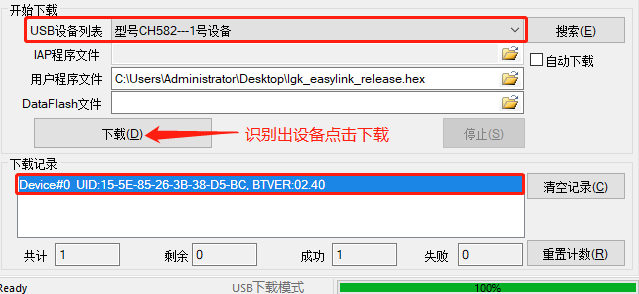 开始下载
USB设备列表 型号CH582---1号设备 搜索(E)
IAP程序文件 自动下载
用户程序文件 C:\Users\Administrator\Desktop\lgk_easylink_release.hex
DataFlash文件
下载(D) 识别出设备点击下载 停止(S)
下载记录
Device#0 UID:15-5E-85-26-3B-38-D5-BC, BTVER:02.40
清空记录(C)
共计 1 剩余 0 成功 1 失败 0 重置计数(R)
Ready USB下载模式 100%